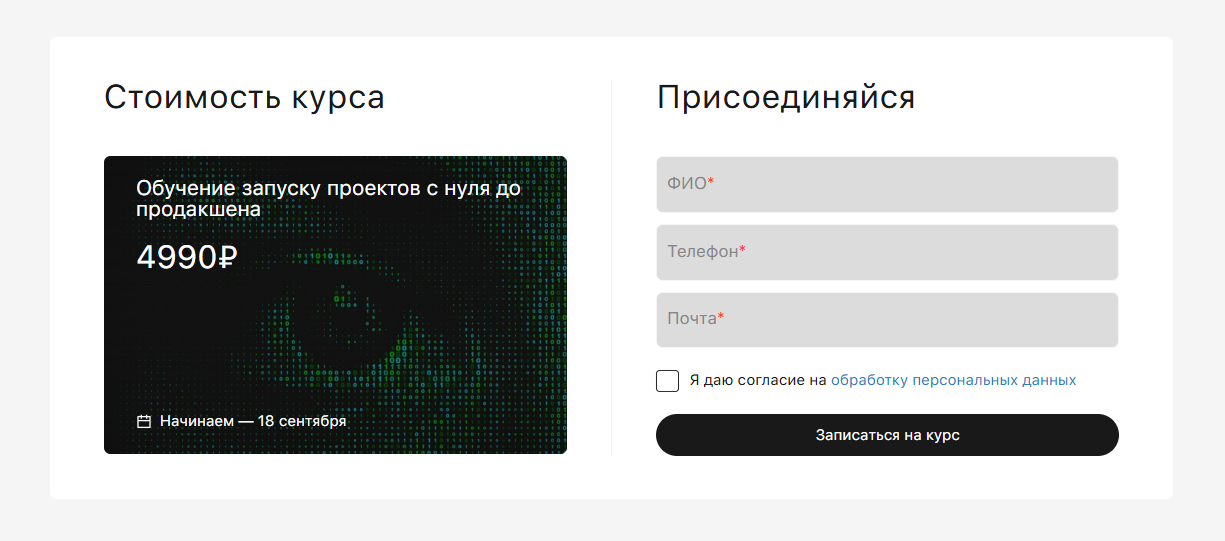 Стоимость курса
Обучение запуску проектов с нуля до
продакшена
4990₽
Начинаем — 18 сентября
Присоединяйся
ФИО*
Телефон*
Почта*
Я даю согласие на обработку персональных данных
Записаться на курс